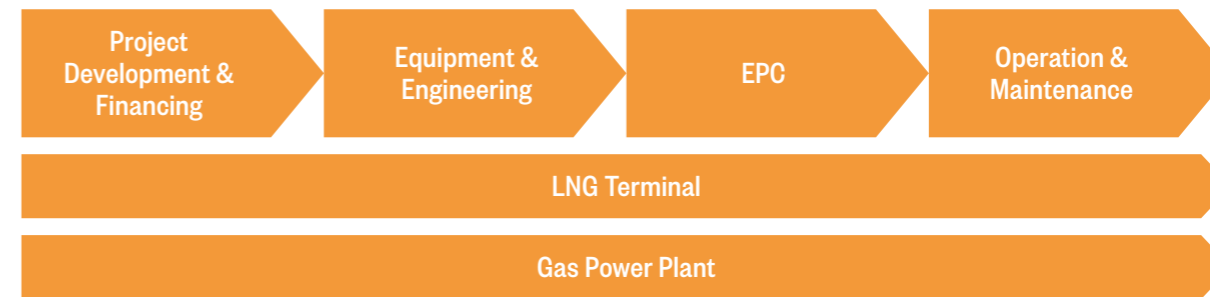 Project
Development &
Financing
Equipment &
Engineering
EPC
Operation &
Maintenance
LNG Terminal
Gas Power Plant